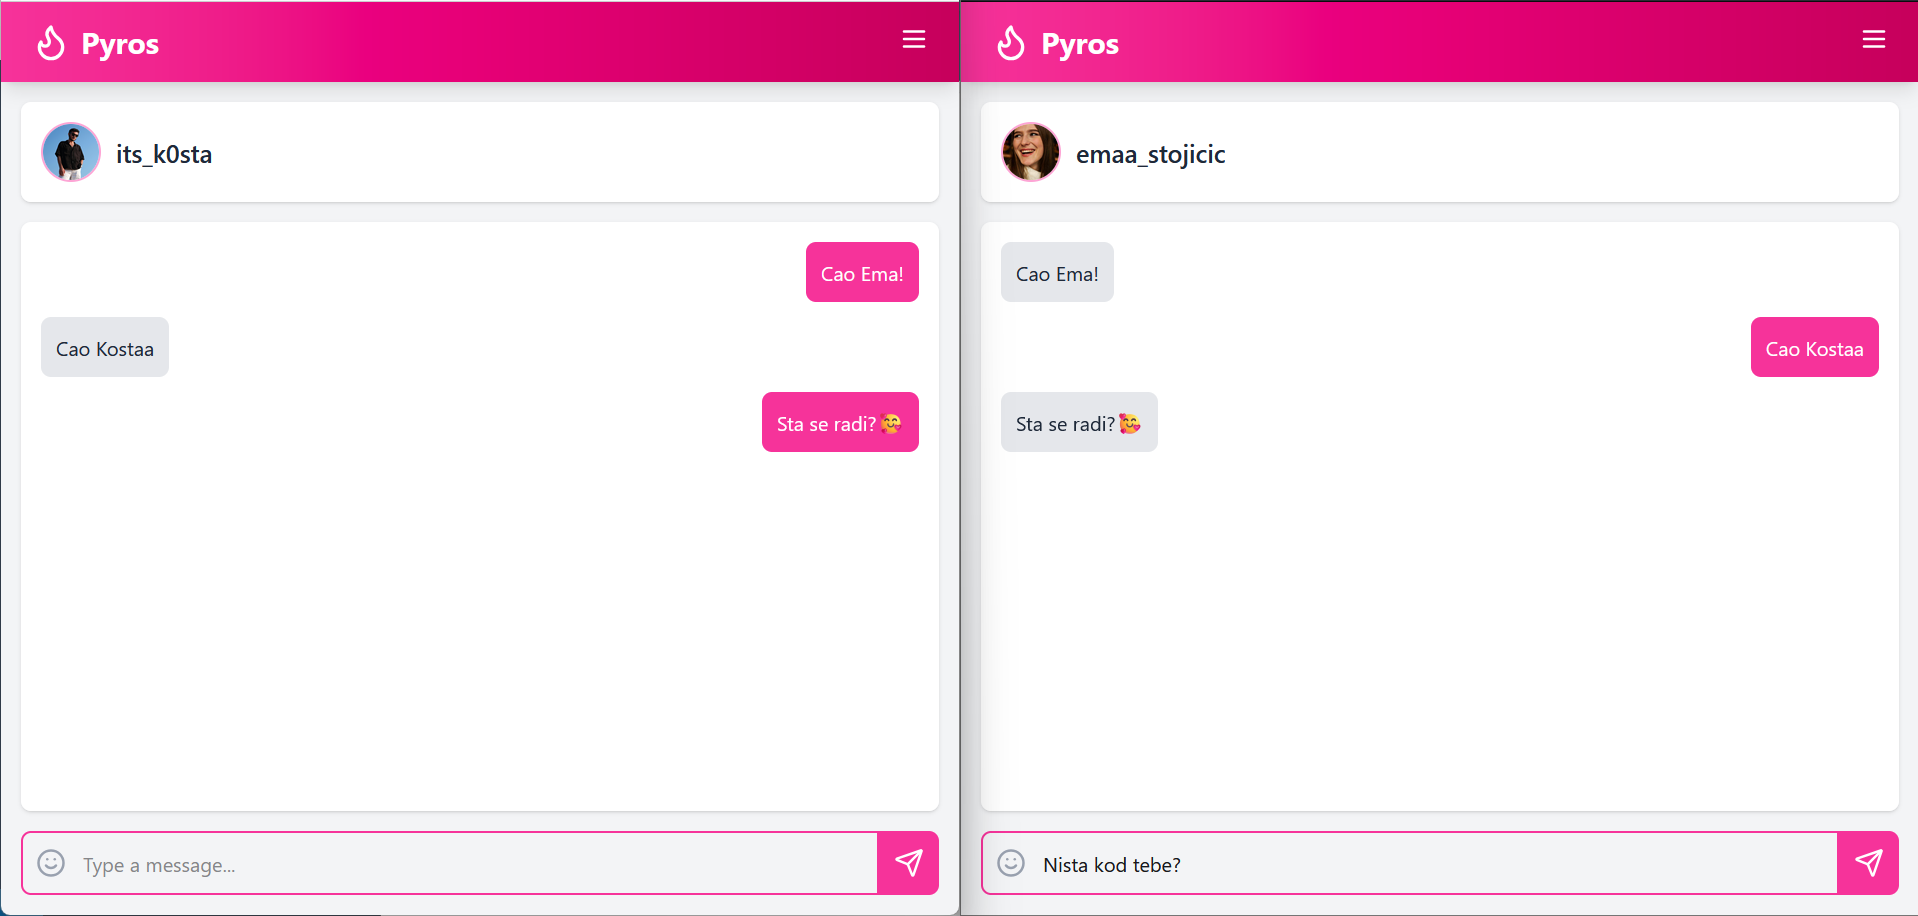 Pyros
its_k0sta
Cao Ema!
Cao Kostaa
Sta se radi?🥰
Type a message...
Pyros
emaa_stojicic
Cao Ema!
Cao Kostaa
Sta se radi?🥰
Nista kod tebe?